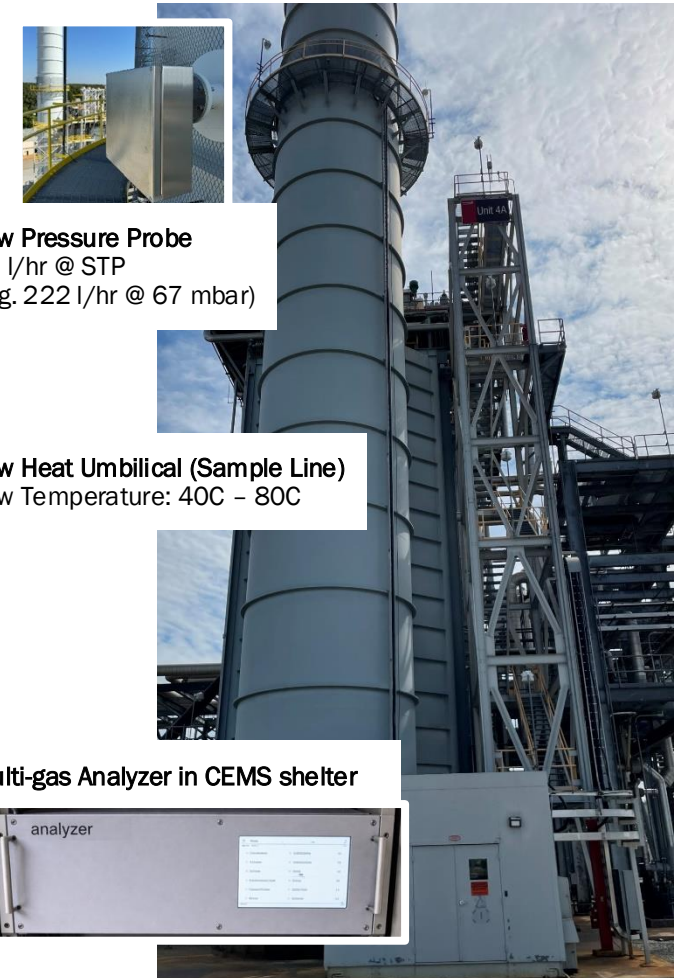 w Pressure Probe
l/hr @ STP
g. 222 l/hr @ 67 mbar)
Unit 4A
w Heat Umbilical (Sample Line)
w Temperature: 40C – 80C
ulti-gas Analyzer in CEMS shelter
analyzer